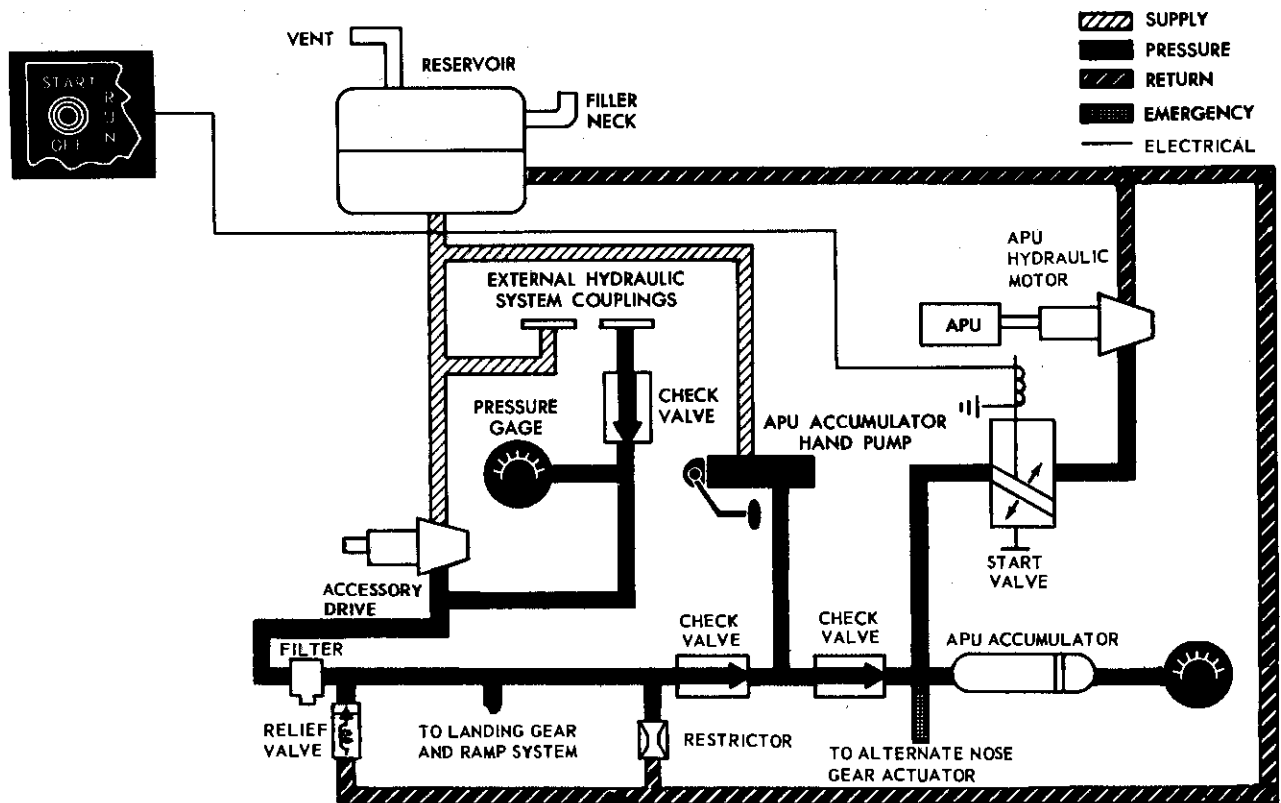 VENT
RESERVOIR
FILLER
NECK
SUPPLY
PRESSURE
RETURN
EMERGENCY
ELECTRICAL
START
RUN
OFF
EXTERNAL HYDRAULIC
SYSTEM COUPLINGS
APU
HYDRAULIC
MOTOR
APU
PRESSURE
GAGE
CHECK
VALVE
APU ACCUMULATOR
HAND PUMP
START
VALVE
ACCESSORY
DRIVE
FILTER
CHECK
VALVE
CHECK
VALVE
APU ACCUMULATOR
RELIEF
VALVE
TO LANDING GEAR
AND RAMP SYSTEM
RESTRICTOR
TO ALTERNATE NOSE
GEAR ACTUATOR